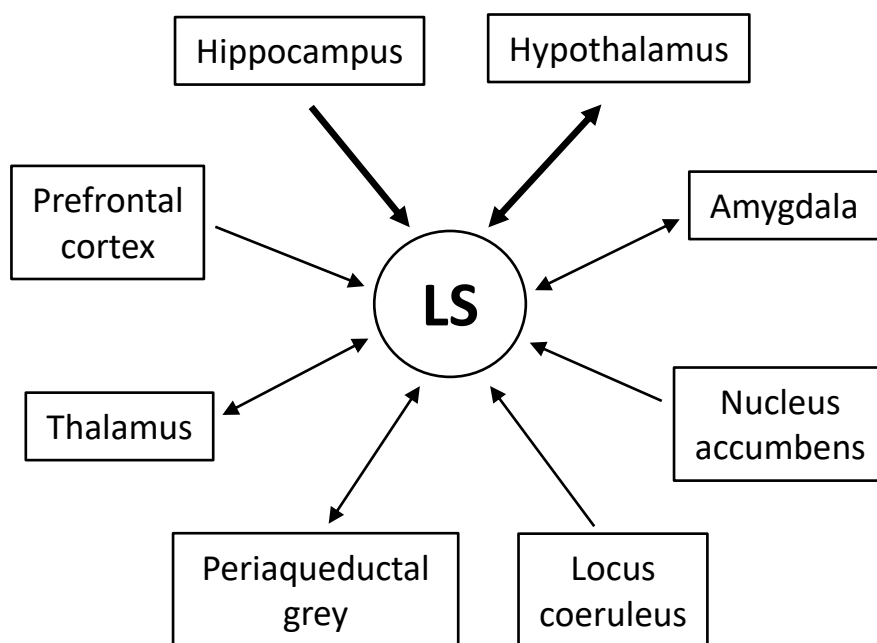 Hippocampus
Hypothalamus
Prefrontal
cortex
Amygdala
LS
Thalamus
Nucleus
accumbens
Periaqueductal
grey
Locus
coeruleus